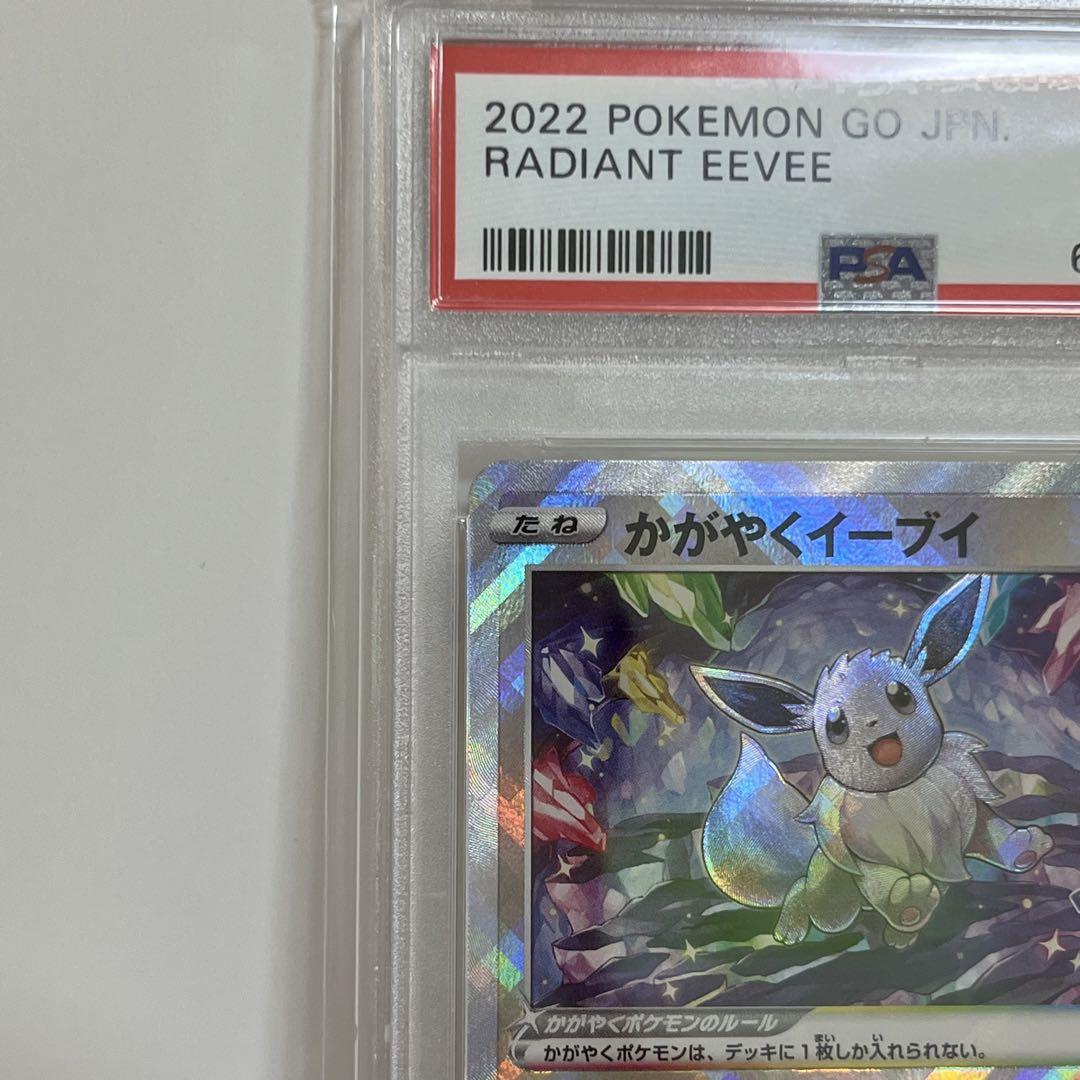 2022 POKEMON GO JPN.
RADIANT EEVEE
PSA
6
たね かがやくイーブイ
かがやくポケモンのルール
かがやくポケモンは、デッキに1枚しか入れられない。